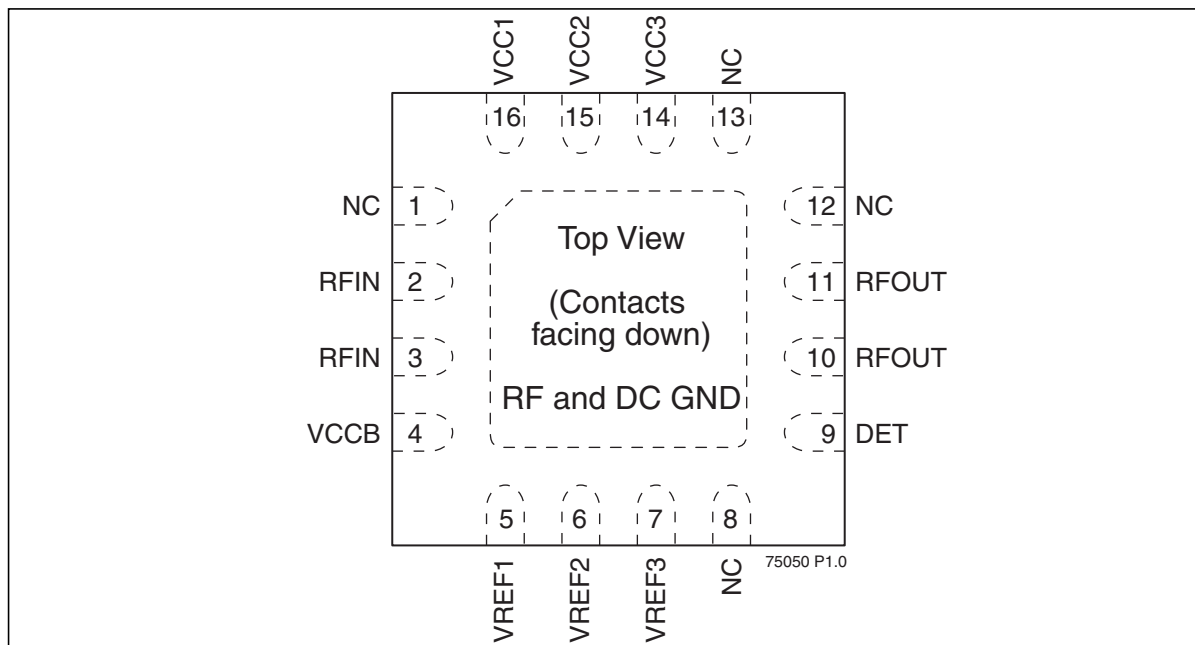 VCC1
VCC2
VCC3
NC
16
15
14
13
NC 1
12 NC
RFIN 2
11 RFOUT
RFIN 3
10 RFOUT
VCCB 4
9 DET
Top View
(Contacts
facing down)
RF and DC GND
5
6
7
8
VREF1
VREF2
VREF3
NC
75050 P1.0